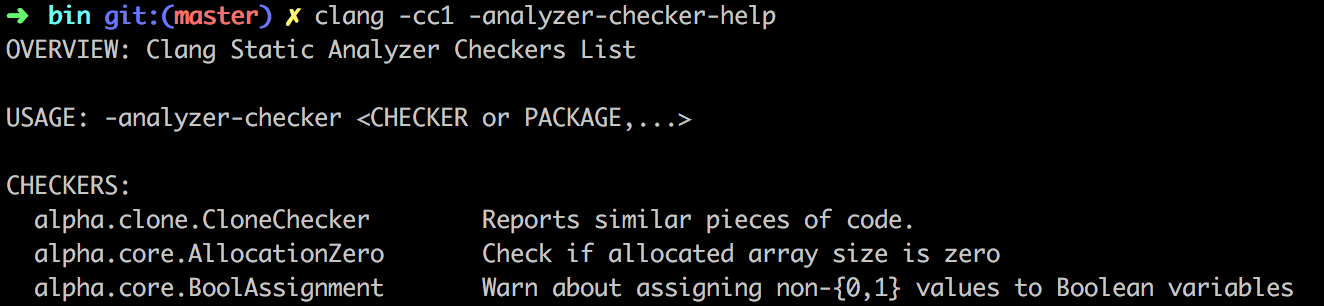 ➜ bin git:(master) ✗ clang -cc1 -analyzer-checker-help
OVERVIEW: Clang Static Analyzer Checkers List
USAGE: -analyzer-checker <CHECKER or PACKAGE,...>
CHECKERS:
alpha.clone.CloneChecker Reports similar pieces of code.
alpha.core.AllocationZero Check if allocated array size is zero
alpha.core.BoolAssignment Warn about assigning non-{0,1} values to Boolean variables